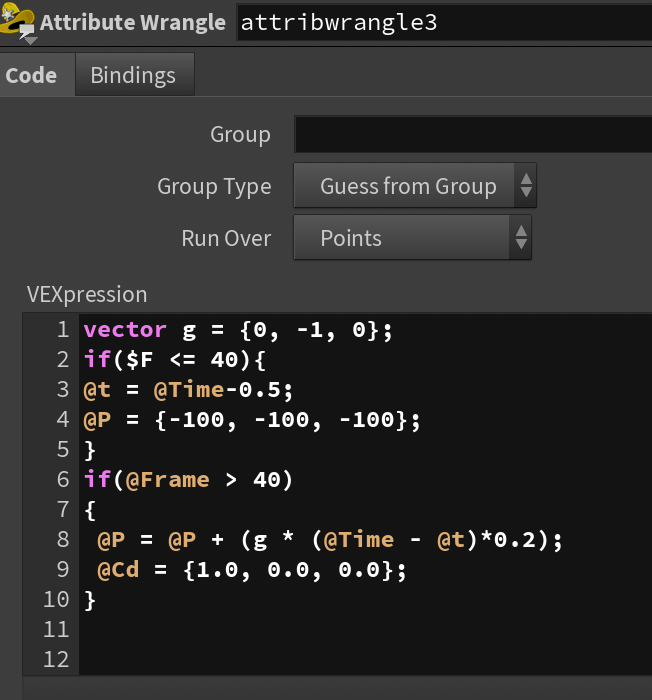 Attribute Wrangle attribwrangle3
Code Bindings
Group
Group Type Guess from Group
Run Over Points
VEXpression
1 vector g = {0, -1, 0};
2 if($F <= 40){
3 @t = @Time-0.5;
4 @P = {-100, -100, -100};
5 }
6 if(@Frame > 40)
7 {
8 @P = @P + (g * (@Time - @t)*0.2);
9 @Cd = {1.0, 0.0, 0.0};
10 }
11
12